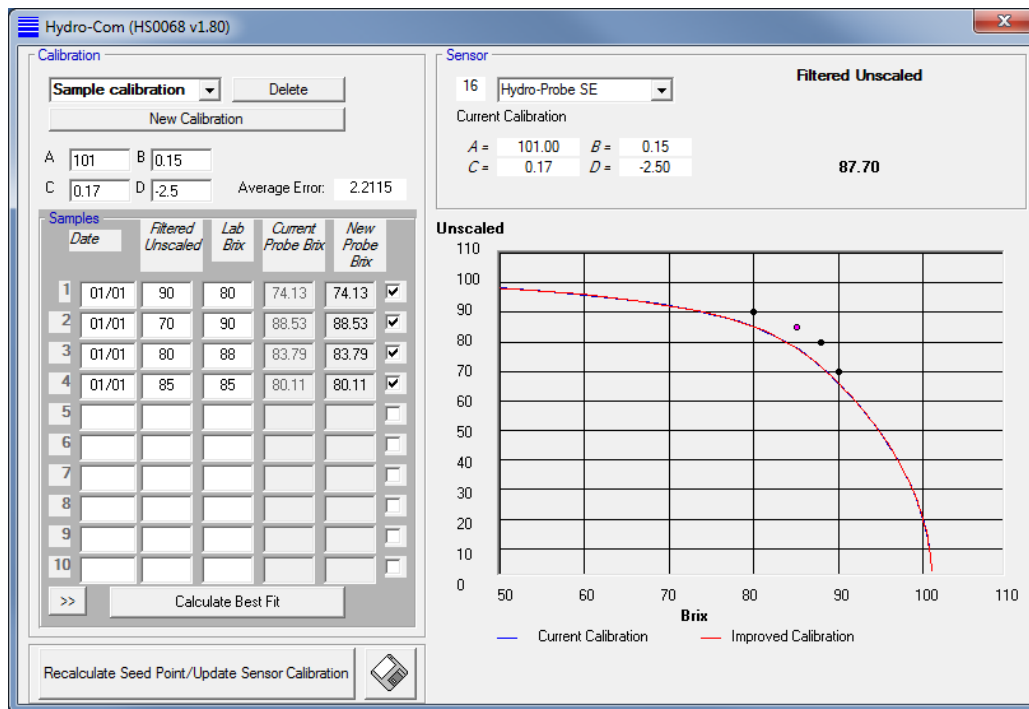 Hydro-Com (HS0068 v1.80)
Calibration
Sample calibration
Delete
New Calibration
A 101 B 0.15
C 0.17 D -2.5 Average Error: 2.2115
Samples
Date Filtered Unscaled Lab Brix Current Probe Brix New Probe Brix
1 01/01 90 80 74.13 74.13
2 01/01 70 90 88.53 88.53
3 01/01 80 88 83.79 83.79
4 01/01 85 85 80.11 80.11
5
6
7
8
9
10
>> Calculate Best Fit
Recalculate Seed Point/Update Sensor Calibration
Sensor
16 Hydro-Probe SE
Filtered Unscaled
Current Calibration
A = 101.00 B = 0.15
C = 0.17 D = -2.50
87.70
Unscaled
110
100
90
80
70
60
50
40
30
20
10
0
50 60 70 80 90 100 110
Brix
Current Calibration Improved Calibration